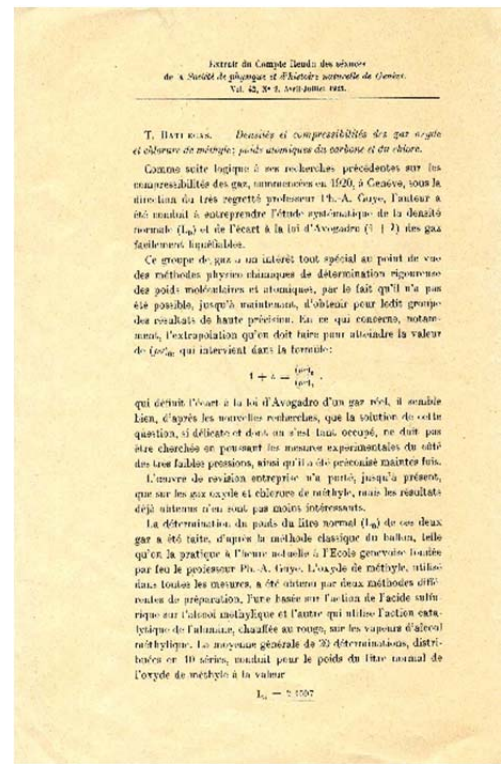 Extrait du Compte Rendu des séances
de la Société de physique et d'histoire naturelle de Genève.
Vol. 42, N° 2, Avril-Juillet 1925.
T. BATUECAS. Densités et compressibilités des gaz oxyde
et chlorure de méthyle; poids atomiques du carbone et du chlore.
Comme suite logique à ses recherches précédentes sur les
compressibilités des gaz, commencées en 1920, à Genève, sous la
direction du très regretté professeur Ph.-A. Guye, l'auteur a
été conduit à entreprendre l'étude systématique de la densité
normale (L₀) et de l'écart à la loi d'Avogadro (1 + λ) des gaz
facilement liquéfiables.
Ce groupe de gaz a un intérêt tout spécial au point de vue
des méthodes physico chimiques de détermination rigoureuse
des poids moléculaires et atomiques, par le fait qu'il n'a pas
été possible, jusqu'à maintenant, d'obtenir pour ledit groupe
des résultats de haute précision. En ce qui concerne, notam-
ment, l'extrapolation qu'on doit faire pour atteindre la valeur
de (pv)₀, qui intervient dans la formule:
1 + λ = (pv)₀ / (pv)₁ ,
qui définit l'écart à la loi d'Avogadro d'un gaz réel, il semble
bien, d'après les nouvelles recherches, que la solution de cette
question, si délicate et dont on s'est tant occupé, ne doit pas
être cherchée en poussant les mesures expérimentales du côté
des très faibles pressions, ainsi qu'il a été préconisé maintes fois.
L'œuvre de revision entreprise n'a porté, jusqu'à présent,
que sur les gaz oxyde et chlorure de méthyle, mais les résultats
déjà obtenus n'en sont pas moins intéressants.
La détermination du poids du litre normal (L₀) de ces deux
gaz a été faite, d'après la méthode classique du ballon, telle
qu'on la pratique à l'heure actuelle à l'Ecole genevoise fondée
par feu le professeur Ph.-A. Guye. L'oxyde de méthyle, utilisé
dans toutes les mesures, a été obtenu par deux méthodes diffé-
rentes de préparation, l'une basée sur l'action de l'acide sulfu-
rique sur l'alcool méthylique et l'autre qui utilise l'action cata-
lytique de l'alumine, chauffée au rouge, sur les vapeurs d'alcool
méthylique. La moyenne générale de 20 déterminations, distri-
buées en 10 séries, conduit pour le poids du litre normal de
l'oxyde de méthyle à la valeur
L₀ =